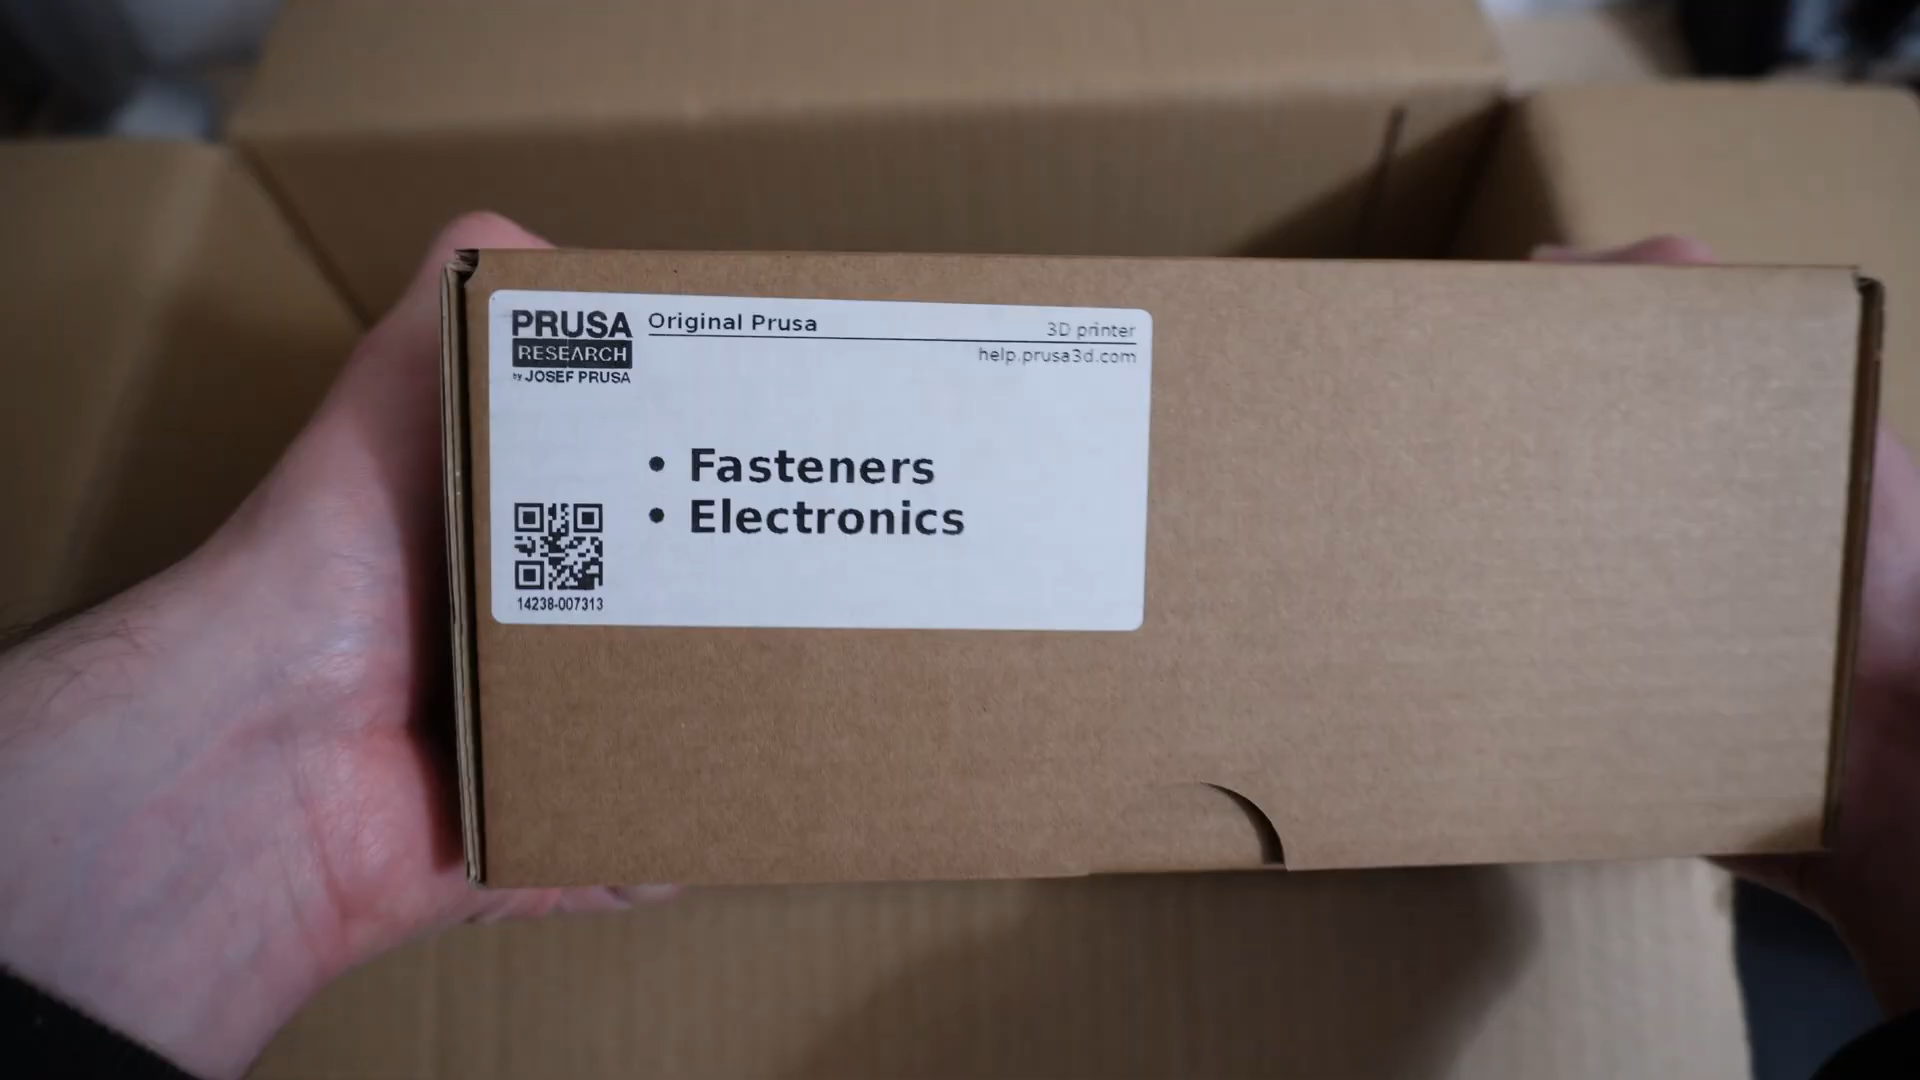 PRUSA
RESEARCH
by JOSEF PRUSA
Original Prusa
3D printer
help.prusa3d.com
• Fasteners
• Electronics
14238-007313